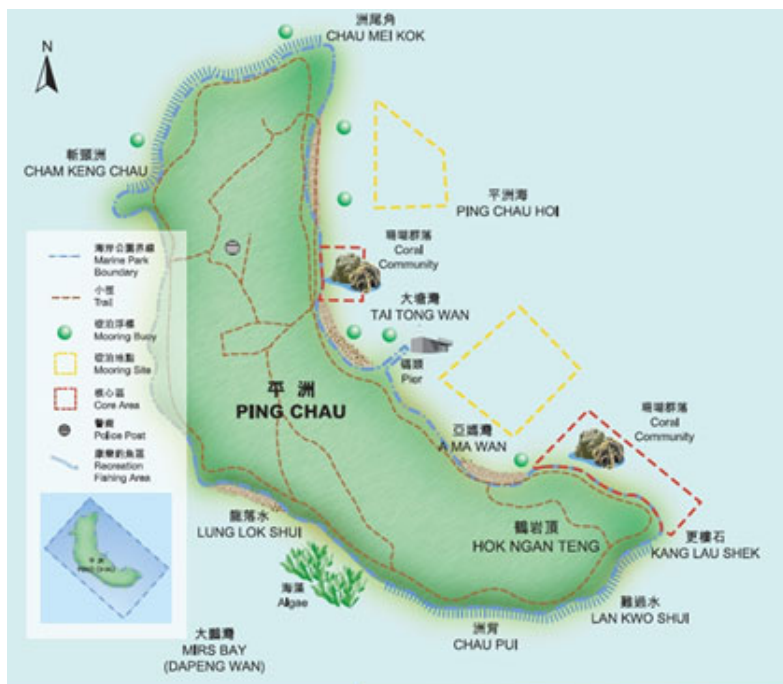 洲尾角
CHAU MEI KOK
N
斬頸洲
CHAM KENG CHAU
平洲海
PING CHAU HOI
珊瑚群落
Coral
Community
大塘灣
TAI TONG WAN
碼頭
Pier
海岸公園界線
Marine Park
Boundary
小徑
Trail
碇泊浮標
Mooring Buoy
碇泊地點
Mooring Site
核心區
Core Area
警崗
Police Post
康樂釣魚區
Recreation
Fishing Area
平洲
PING CHAU
平 洲
PING CHAU
亞媽灣
A MA WAN
珊瑚群落
Coral
Community
龍落水
LUNG LOK SHUI
鶴岩頂
HOK NGAN TENG
更樓石
KANG LAU SHEK
海藻
Algae
難過水
LAN KWO SHUI
洲背
CHAU PUI
大鵬灣
MIRS BAY
(DAPENG WAN)